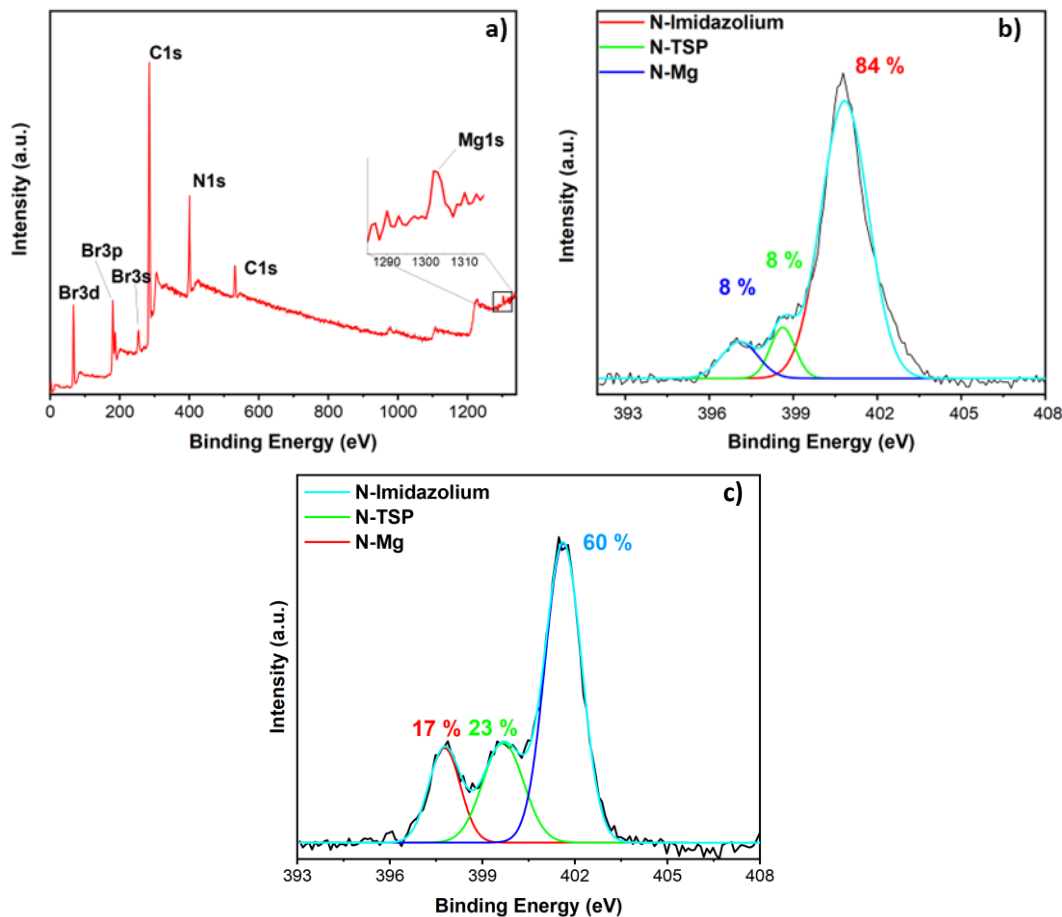 a)
C1s
Mg1s
N1s
Br3p
Br3s
C1s
Br3d
1290 1300 1310
0 200 400 600 800 1000 1200
Binding Energy (eV)
Intensity (a.u.)
b)
N-Imidazolium
N-TSP
N-Mg
84 %
8 %
8 %
393 396 399 402 405 408
Binding Energy (eV)
Intensity (a.u.)
c)
N-Imidazolium
N-TSP
N-Mg
60 %
17 % 23 %
393 396 399 402 405 408
Binding Energy (eV)
Intensity (a.u.)